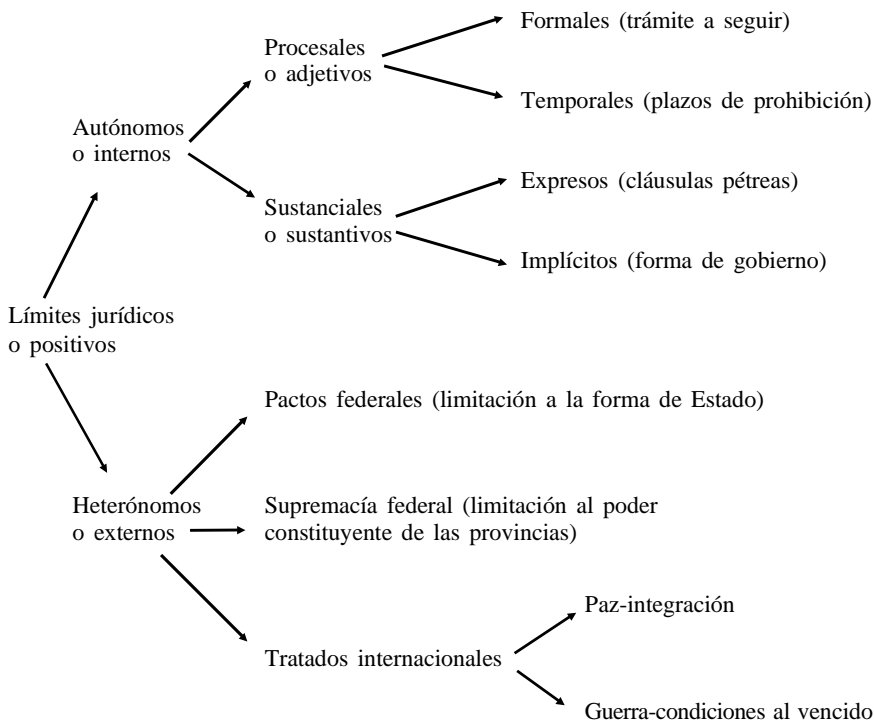 Formales (trámite a seguir)
Procesales
o adjetivos
Temporales (plazos de prohibición)
Autónomos
o internos
Expresos (cláusulas pétreas)
Sustanciales
o sustantivos
Implícitos (forma de gobierno)
Límites jurídicos
o positivos
Pactos federales (limitación a la forma de Estado)
Heterónomos
o externos
Supremacía federal (limitación al poder
constituyente de las provincias)
Paz-integración
Tratados internacionales
Guerra-condiciones al vencido